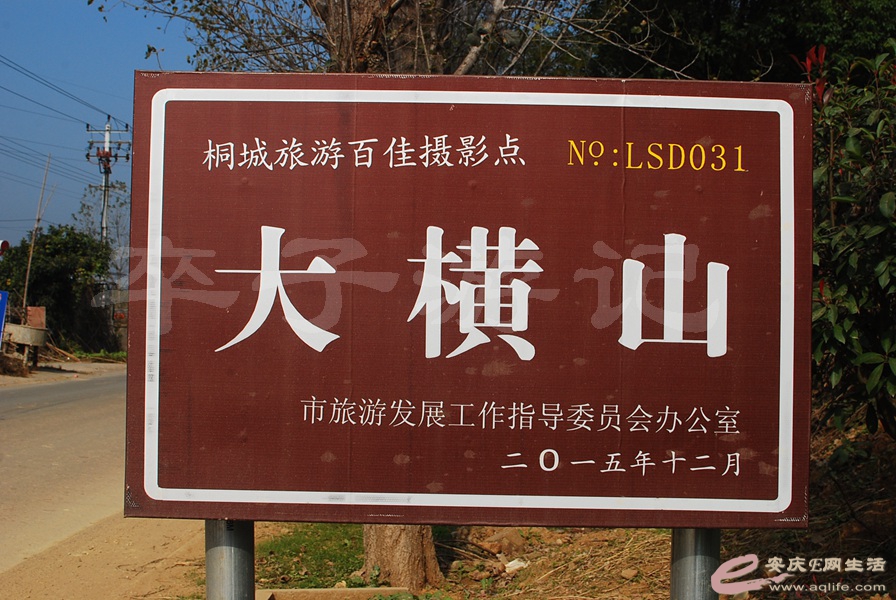 桐城旅游百佳摄影点 Nº:LSD031
大横山
市旅游发展工作指导委员会办公室
二〇一五年十二月
卒子游记
安庆E网生活
www.aqlife.com